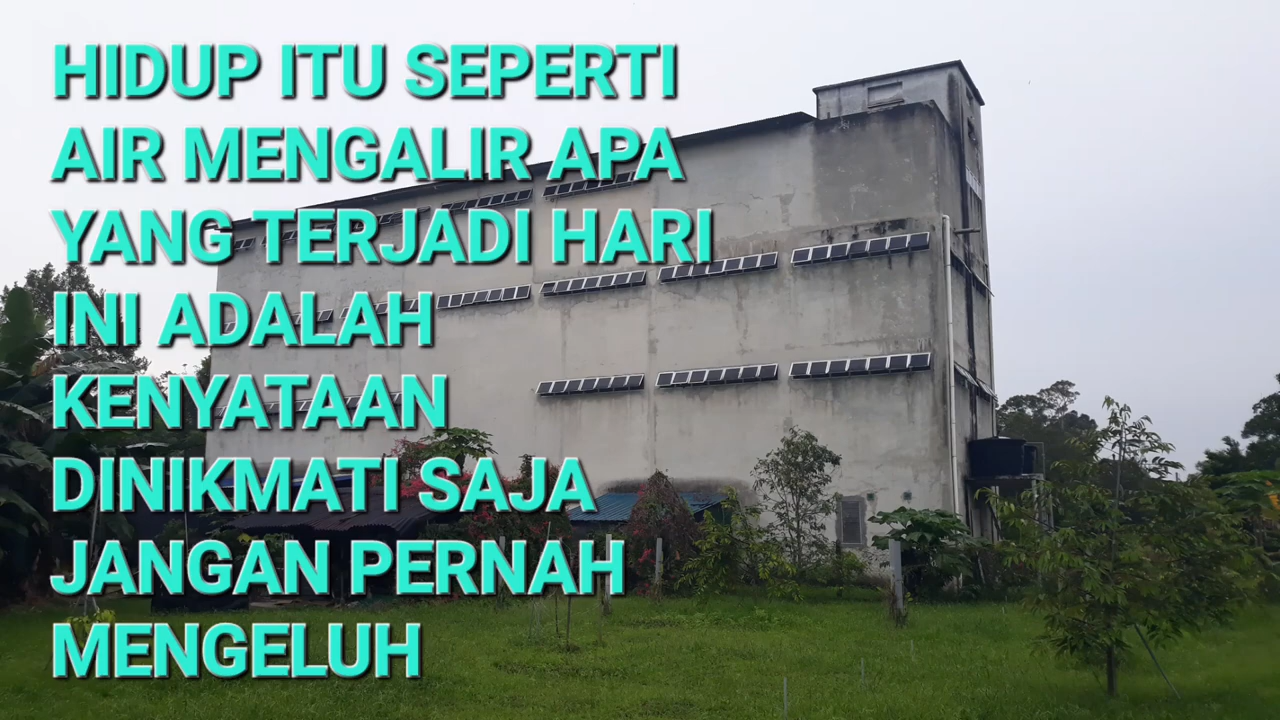 HIDUP ITU SEPERTI
AIR MENGALIR APA
YANG TERJADI HARI
INI ADALAH
KENYATAAN
DINIKMATI SAJA
JANGAN PERNAH
MENGELUH